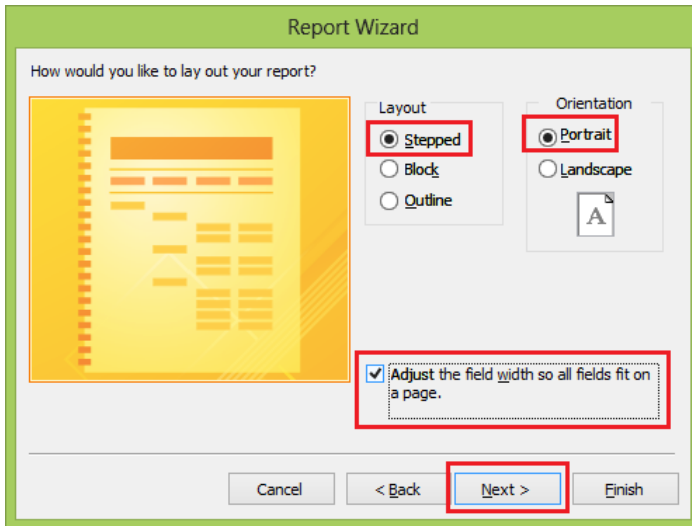 Report Wizard
How would you like to lay out your report?
Layout
Stepped
Block
Outline
Orientation
Portrait
Landscape
A
Adjust the field width so all fields fit on
a page.
Cancel
< Back
Next >
Finish